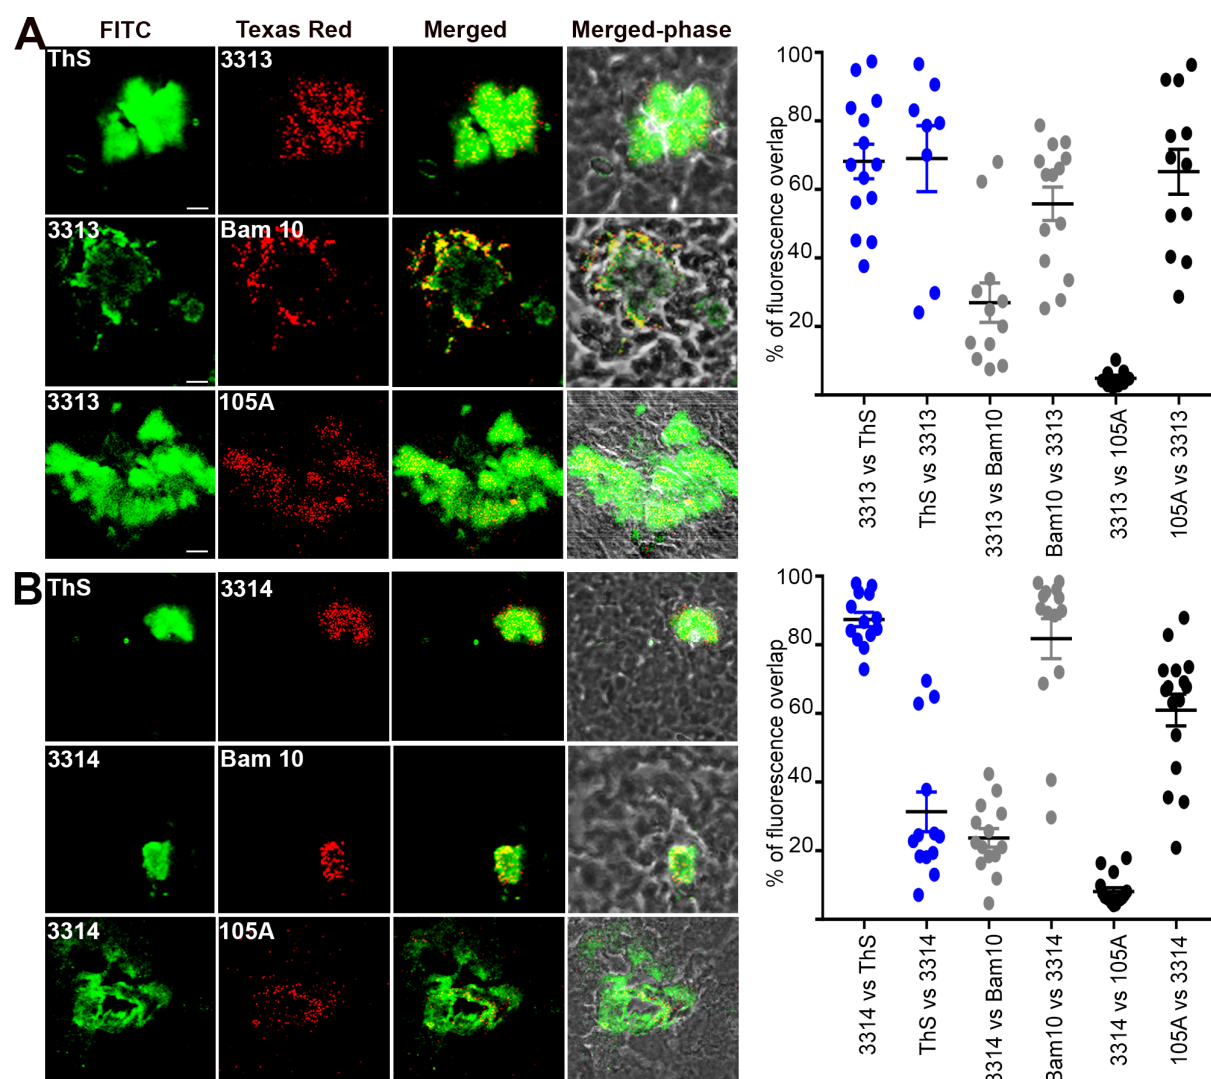 A
FITC
Texas Red
Merged
Merged-phase
ThS
3313
3313
Bam 10
3313
105A
% of fluorescence overlap
100
80
60
40
20
3313 vs ThS
ThS vs 3313
3313 vs Bam10
Bam10 vs 3313
3313 vs 105A
105A vs 3313
B
ThS
3314
3314
Bam 10
3314
105A
% of fluorescence overlap
100
80
60
40
20
3314 vs ThS
ThS vs 3314
3314 vs Bam10
Bam10 vs 3314
3314 vs 105A
105A vs 3314